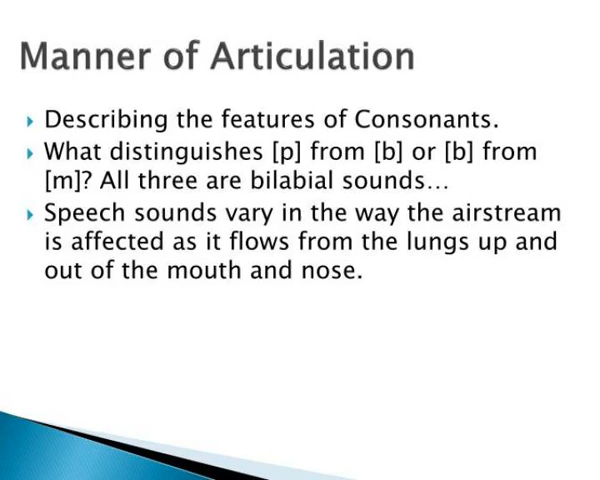 Manner of Articulation
Describing the features of Consonants.
What distinguishes [p] from [b] or [b] from
[m]? All three are bilabial sounds…
Speech sounds vary in the way the airstream
is affected as it flows from the lungs up and
out of the mouth and nose.